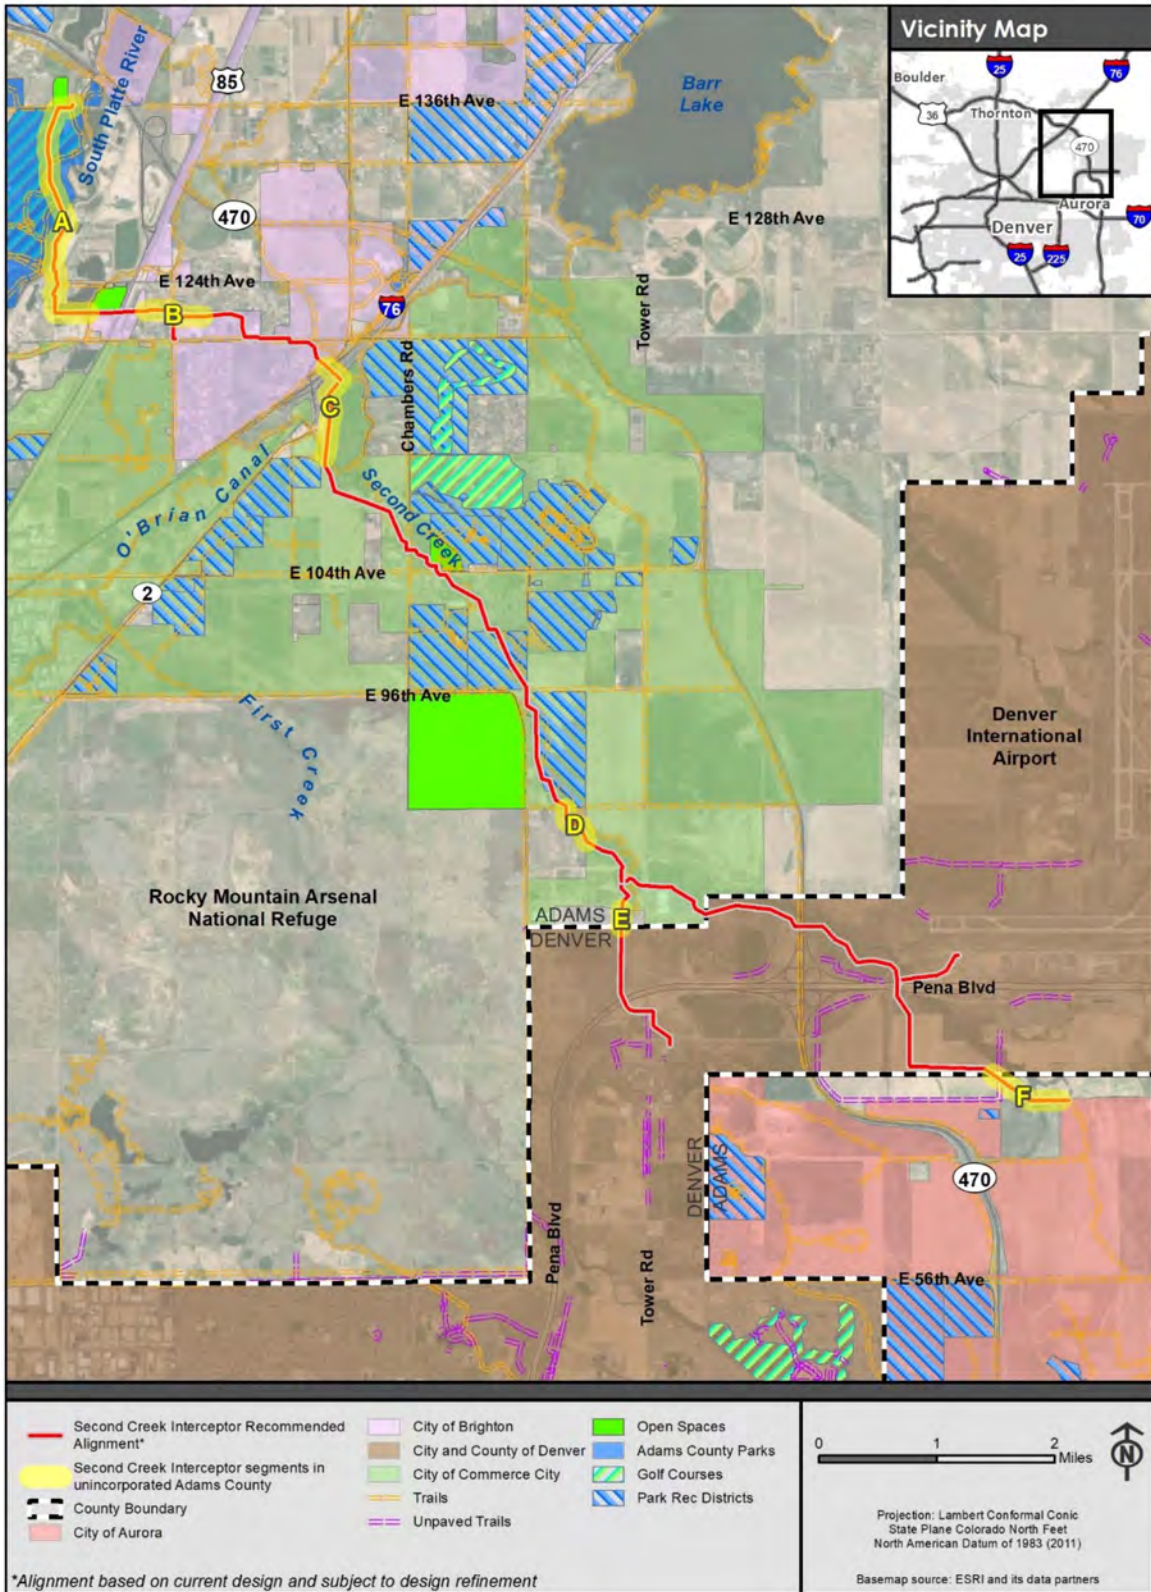 Vicinity Map
25
76
Boulder
36
Thornton
470
Aurora
70
Denver
25
225
South Platte River
85
E 136th Ave
Barr
Lake
A
470
E 128th Ave
E 124th Ave
B
76
Tower Rd
Chambers Rd
C
O'Brian Canal
Second Creek
E 104th Ave
2
E 96th Ave
First Creek
Denver
International
Airport
D
Rocky Mountain Arsenal
National Refuge
ADAMS
E
DENVER
Pena Blvd
F
DENVER
ADAMS
470
Pena Blvd
Tower Rd
E 56th Ave
Second Creek Interceptor Recommended
Alignment*
Second Creek Interceptor segments in
unincorporated Adams County
County Boundary
City of Aurora
City of Brighton
City and County of Denver
City of Commerce City
Trails
Unpaved Trails
Open Spaces
Adams County Parks
Golf Courses
Park Rec Districts
0 1 2
Miles
N
Projection: Lambert Conformal Conic
State Plane Colorado North Feet
North American Datum of 1983 (2011)
Basemap source: ESRI and its data partners
*Alignment based on current design and subject to design refinement